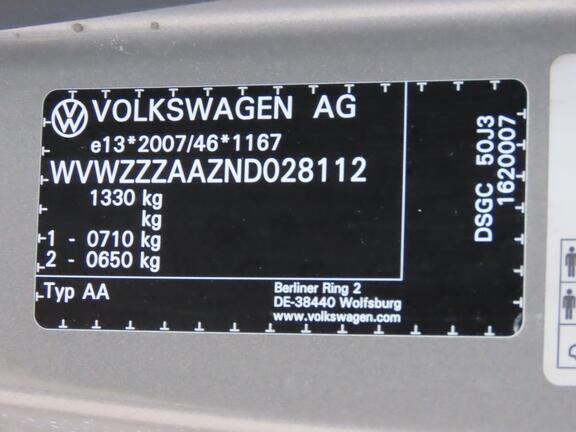 VOLKSWAGEN AG
e13*2007/46*1167
WVWZZZAAZND028112
1330 kg
kg
1 - 0710 kg
2 - 0650 kg
Typ AA
Berliner Ring 2
DE-38440 Wolfsburg
www.volkswagen.com
DSGC 50J3
1620007